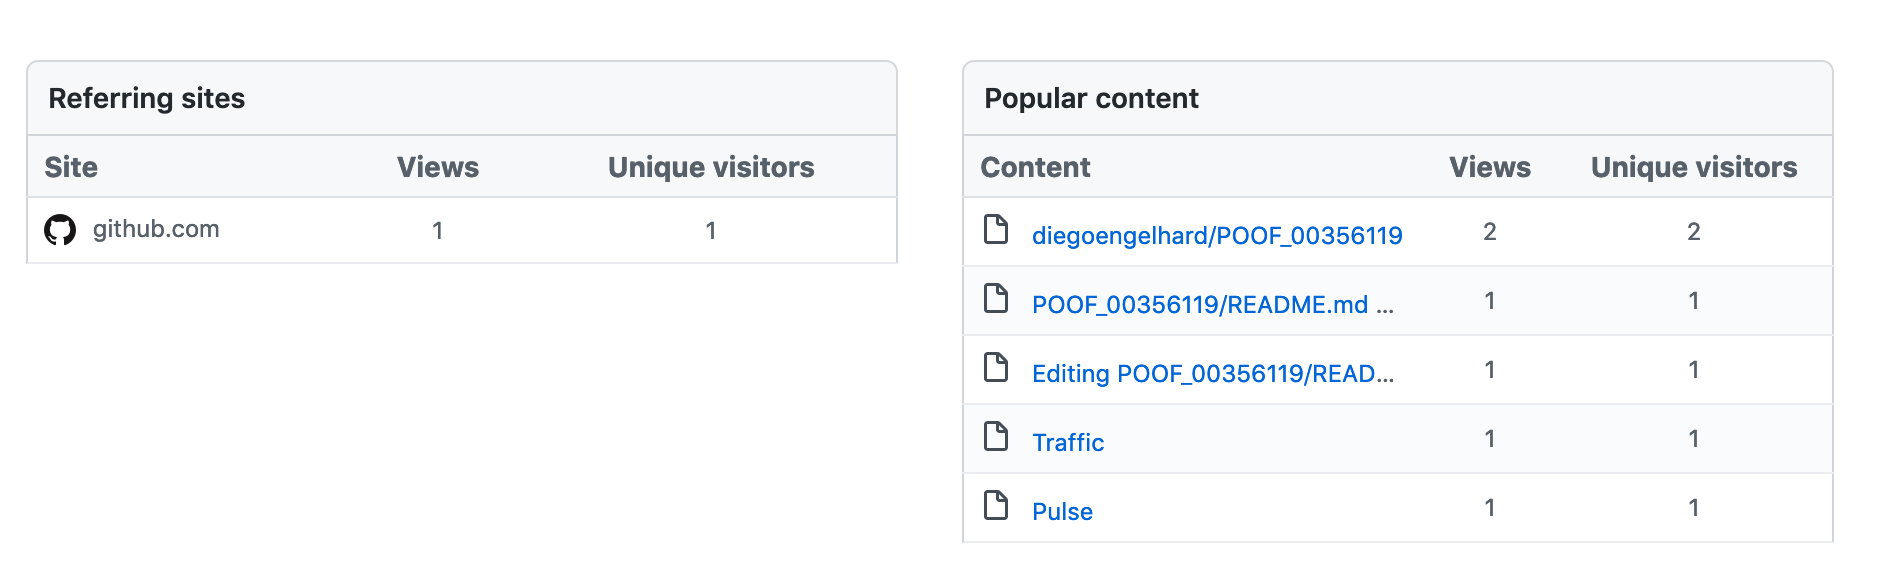 Referring sites
Site Views Unique visitors
github.com 1 1
Popular content
Content Views Unique visitors
diegoengelhard/POOF_00356119 2 2
POOF_00356119/README.md ... 1 1
Editing POOF_00356119/READ... 1 1
Traffic 1 1
Pulse 1 1